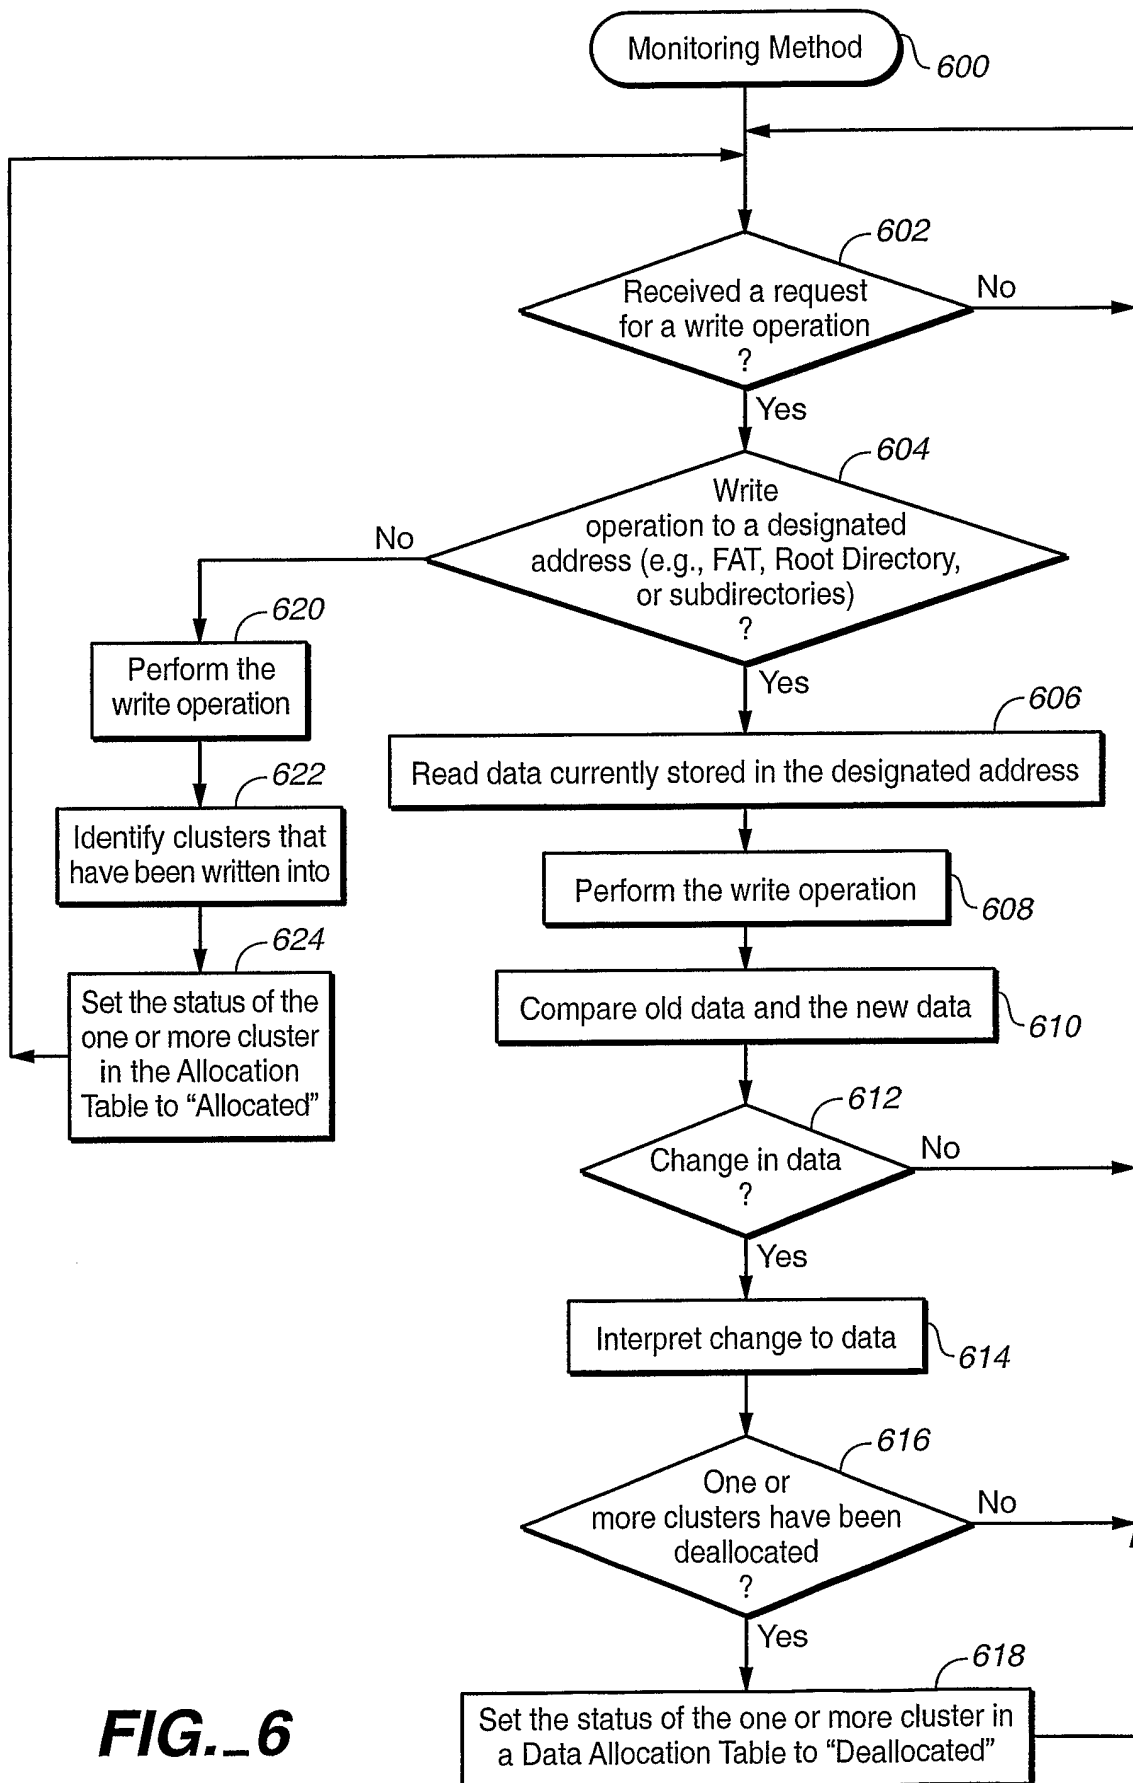 Monitoring Method
600
602
Received a request
for a write operation
?
No
Yes
604
Write
operation to a designated
address (e.g., FAT, Root Directory,
or subdirectories)
?
No
Yes
620
Perform the
write operation
622
Identify clusters that
have been written into
624
Set the status of the
one or more cluster
in the Allocation
Table to “Allocated”
606
Read data currently stored in the designated address
Perform the write operation
608
Compare old data and the new data
610
612
Change in data
?
No
Yes
Interpret change to data
614
616
One or
more clusters have been
deallocated
?
No
Yes
618
Set the status of the one or more cluster in
a Data Allocation Table to “Deallocated”
FIG._6